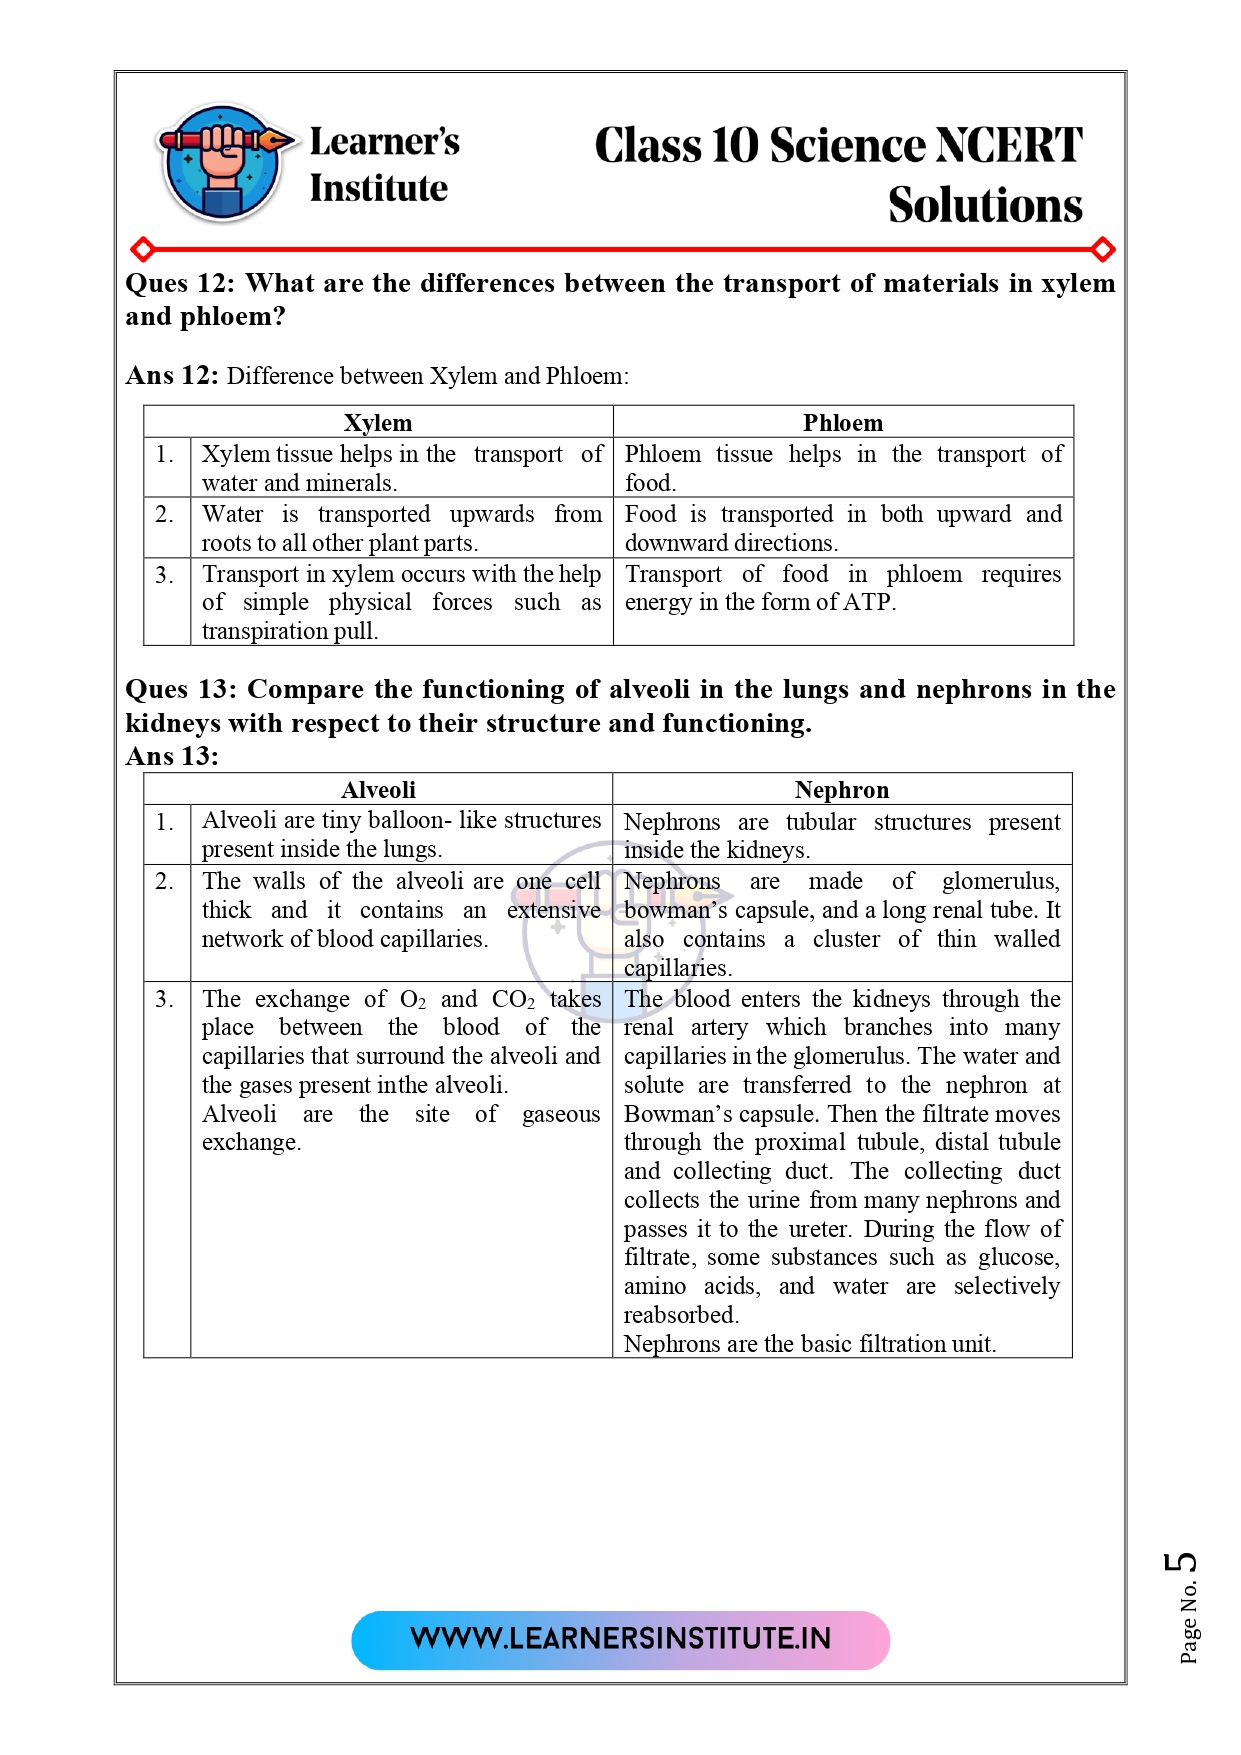 Learner's
Institute
Class 10 Science NCERT
Solutions
Ques 12: What are the differences between the transport of materials in xylem
and phloem?
Ans 12: Difference between Xylem and Phloem:
Xylem
Phloem
1.
Xylem tissue helps in the transport of
water and minerals.
Phloem tissue helps in the transport of
food.
2.
Water is transported upwards from
roots to all other plant parts.
Food is transported in both upward and
downward directions.
3.
Transport in xylem occurs with the help
of simple physical forces such as
transpiration pull.
Transport of food in phloem requires
energy in the form of ATP.
Ques 13: Compare the functioning of alveoli in the lungs and nephrons in the
kidneys with respect to their structure and functioning.
Ans 13:
Alveoli
Nephron
1.
Alveoli are tiny balloon- like structures
present inside the lungs.
Nephrons are tubular structures present
inside the kidneys.
2.
The walls of the alveoli are one cell
thick and it contains an extensive
network of blood capillaries.
Nephrons are made of glomerulus,
bowman's capsule, and a long renal tube. It
also contains a cluster of thin walled
capillaries.
3.
The exchange of O₂ and CO₂ takes
place between the blood of the
capillaries that surround the alveoli and
the gases present inthe alveoli.
Alveoli are the site of gaseous
exchange.
The blood enters the kidneys through the
renal artery which branches into many
capillaries in the glomerulus. The water and
solute are transferred to the nephron at
Bowman's capsule. Then the filtrate moves
through the proximal tubule, distal tubule
and collecting duct. The collecting duct
collects the urine from many nephrons and
passes it to the ureter. During the flow of
filtrate, some substances such as glucose,
amino acids, and water are selectively
reabsorbed.
Nephrons are the basic filtration unit.
WWW.LEARNERSINSTITUTE.IN
Page No. 5